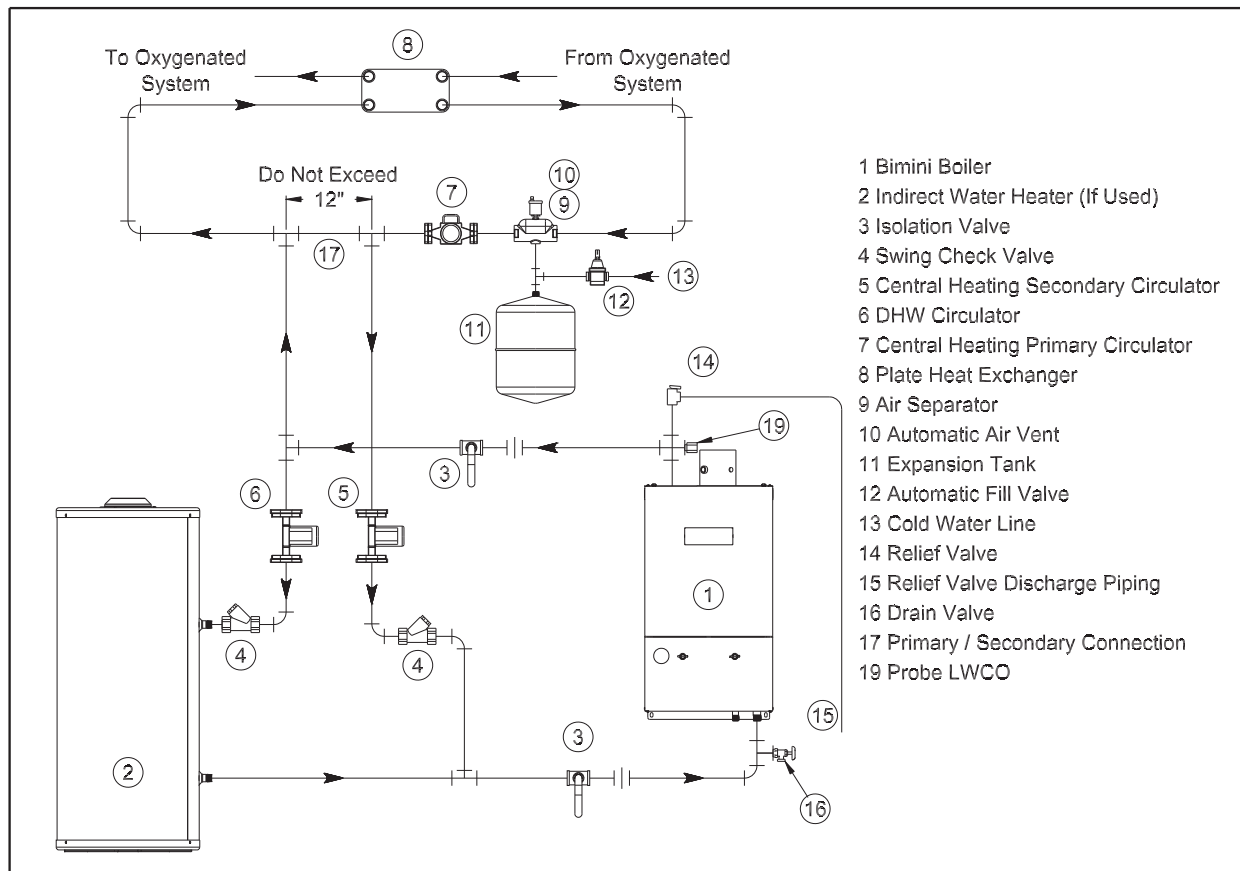 To Oxygenated
System
8
From Oxygenated
System
Do Not Exceed
12"
7
10
9
17
13
12
11
14
19
3
6
5
1
4
4
15
3
2
16
1 Bimini Boiler
2 Indirect Water Heater (If Used)
3 Isolation Valve
4 Swing Check Valve
5 Central Heating Secondary Circulator
6 DHW Circulator
7 Central Heating Primary Circulator
8 Plate Heat Exchanger
9 Air Separator
10 Automatic Air Vent
11 Expansion Tank
12 Automatic Fill Valve
13 Cold Water Line
14 Relief Valve
15 Relief Valve Discharge Piping
16 Drain Valve
17 Primary / Secondary Connection
19 Probe LWCO